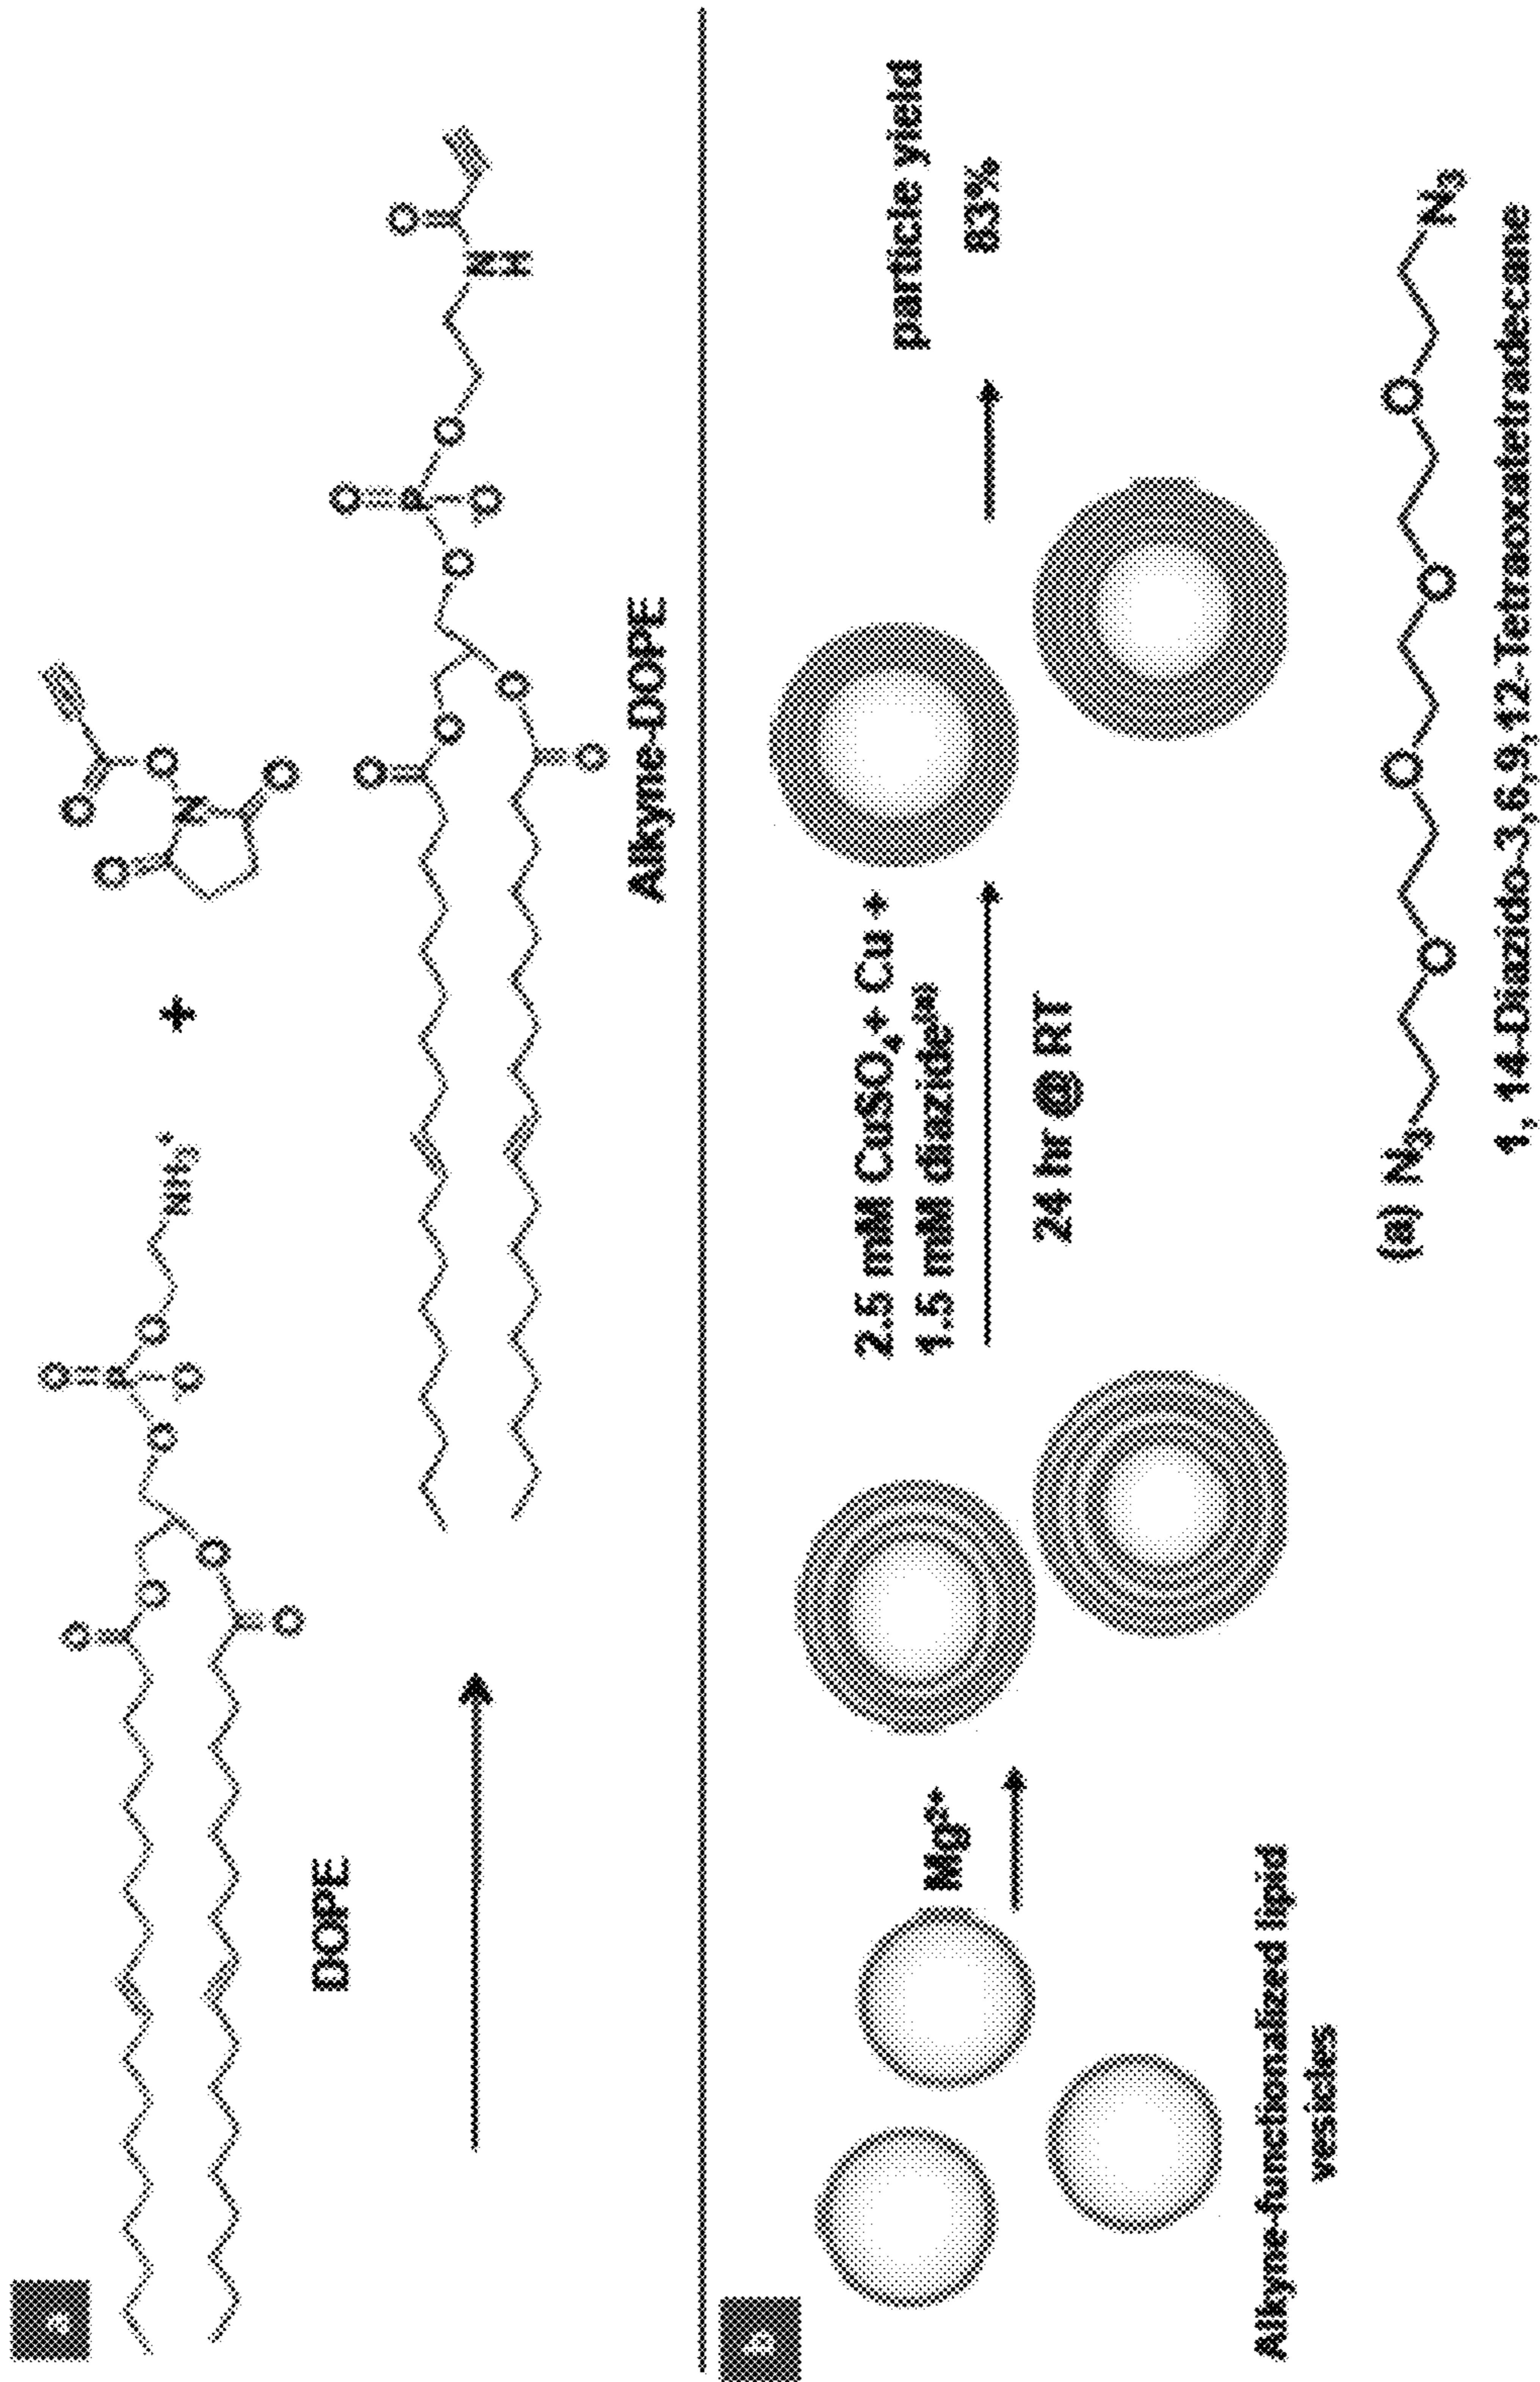 a
O
O
P
O
O
O
O
O
O
NH3+
+
O
O
O
N
O
DOPE
O
O
P
O
O
O
O
O
O
N
H
O
Alkyne-DOPE
b
Mg2+
2.5 mM CuSO4 + Cu +
1.5 mM diazide(a)
24 hr @ RT
particle yield
83%
Alkyne-functionalized lipid
vesicles
(a) N3 O O O O N3
1, 14-Diazido-3,6,9,12-Tetraoxatetradecane